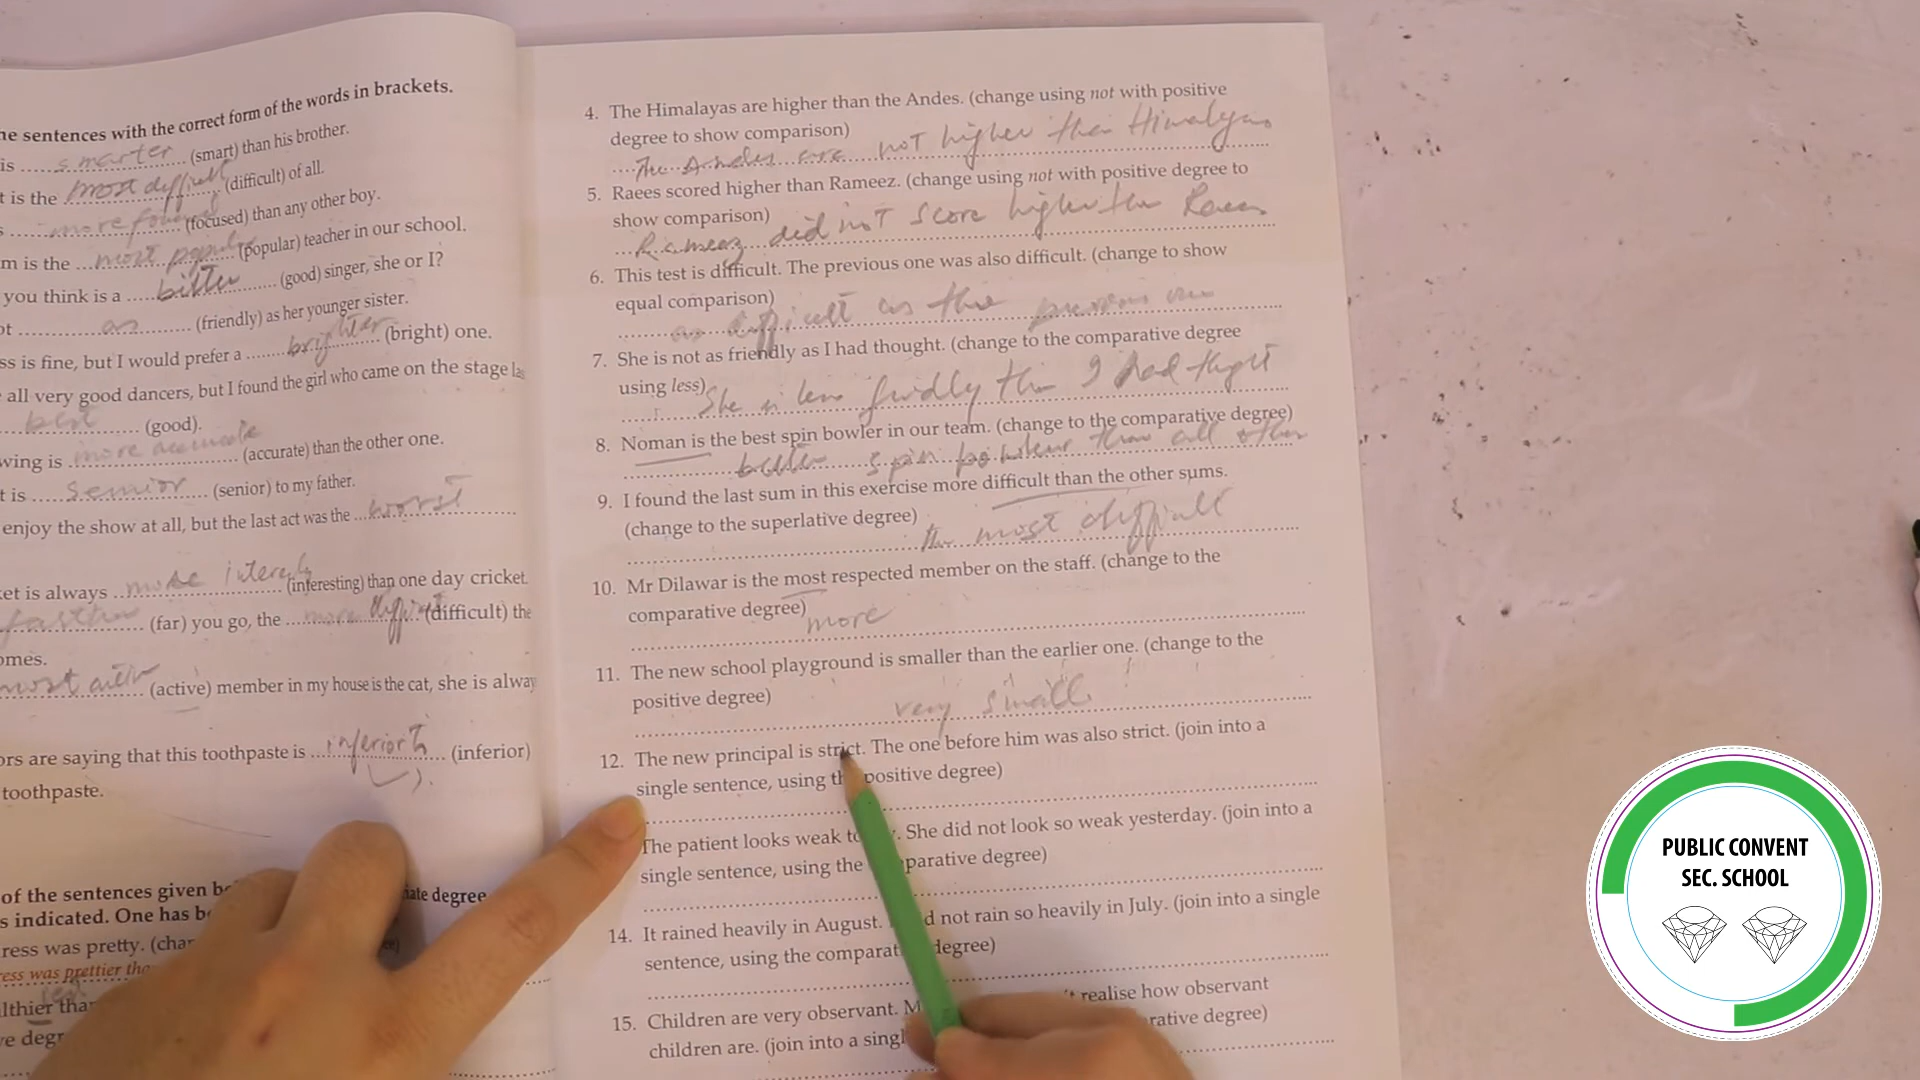 he sentences with the correct form of the words in brackets.
is smarter (smart) than his brother.
t is the most difficult (difficult) of all.
s more focused (focused) than any other boy.
m is the most popular (popular) teacher in our school.
you think is a better (good) singer, she or I?
ot as (friendly) as her younger sister.
ss is fine, but I would prefer a brighter (bright) one.
all very good dancers, but I found the girl who came on the stage las
best (good).
wing is more accurate (accurate) than the other one.
t is senior (senior) to my father.
enjoy the show at all, but the last act was the worst
ket is always more (interesting) than one day cricket.
(far) you go, the more difficult (difficult) the
omes.
most active (active) member in my house is the cat, she is alway
ors are saying that this toothpaste is inferior to (inferior)
toothpaste.
of the sentences given be iate degree
s indicated. One has be
ress was pretty. (chan
ress was prettier tha
lthier than
ve degr
4. The Himalayas are higher than the Andes. (change using not with positive
degree to show comparison)
The Andes are not higher than Himalayas
5. Raees scored higher than Rameez. (change using not with positive degree to
show comparison)
Rameez did not score higher than Raees
6. This test is difficult. The previous one was also difficult. (change to show
equal comparison)
as difficult as the previous one
7. She is not as friendly as I had thought. (change to the comparative degree
using less)
She is less friendly than I had thought
8. Noman is the best spin bowler in our team. (change to the comparative degree)
better spin bowler than all other
9. I found the last sum in this exercise more difficult than the other sums.
(change to the superlative degree)
the most difficult
10. Mr Dilawar is the most respected member on the staff. (change to the
comparative degree)
more
11. The new school playground is smaller than the earlier one. (change to the
positive degree)
very small
12. The new principal is strict. The one before him was also strict. (join into a
single sentence, using the positive degree)
The patient looks weak to y. She did not look so weak yesterday. (join into a
single sentence, using the parative degree)
14. It rained heavily in August. d not rain so heavily in July. (join into a single
sentence, using the comparat degree)
15. Children are very observant. M 't realise how observant
children are. (join into a singl rative degree)
PUBLIC CONVENT
SEC. SCHOOL